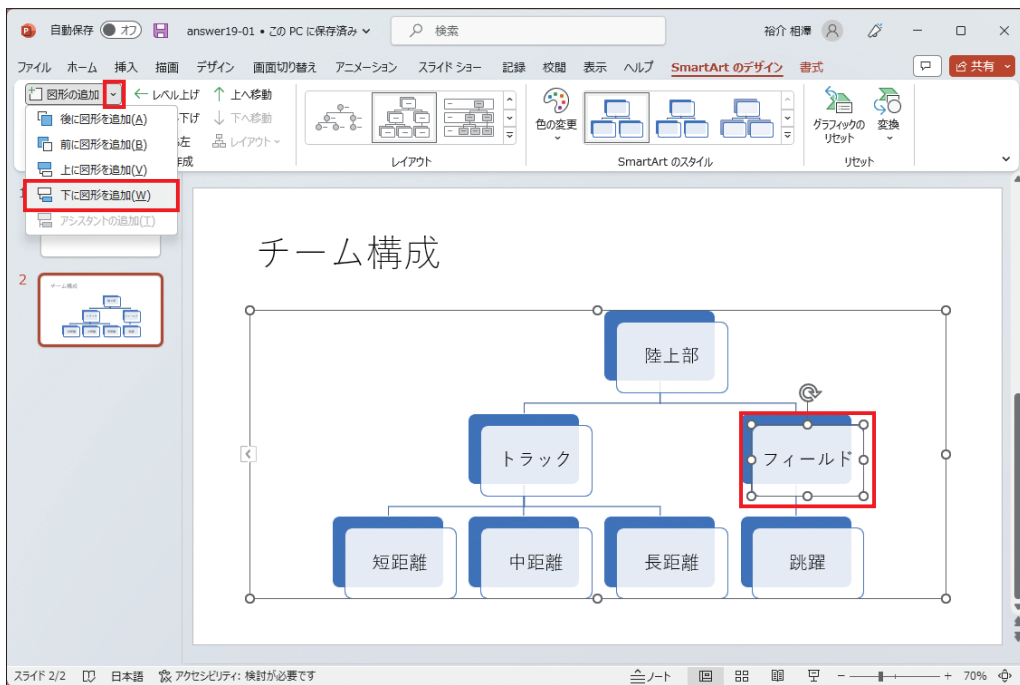 自動保存 オフ answer19-01 • この PC に保存済み 検索 裕介 相澤
ファイル ホーム 挿入 描画 デザイン 画面切り替え アニメーション スライド ショー 記録 校閲 表示 ヘルプ SmartArt のデザイン 書式 共有
図形の追加 レベル上げ 上へ移動
後に図形を追加(A) 下げ 下へ移動 色の変更 グラフィックの リセット 変換
前に図形を追加(B) 左 レイアウト
上に図形を追加(V) 成 レイアウト SmartArt のスタイル リセット
下に図形を追加(W)
アシスタントの追加(T)
チーム構成
2
チーム構成
陸上部
トラック フィールド
短距離 中距離 長距離 跳躍
スライド 2/2 日本語 アクセシビリティ: 検討が必要です ノート 70%